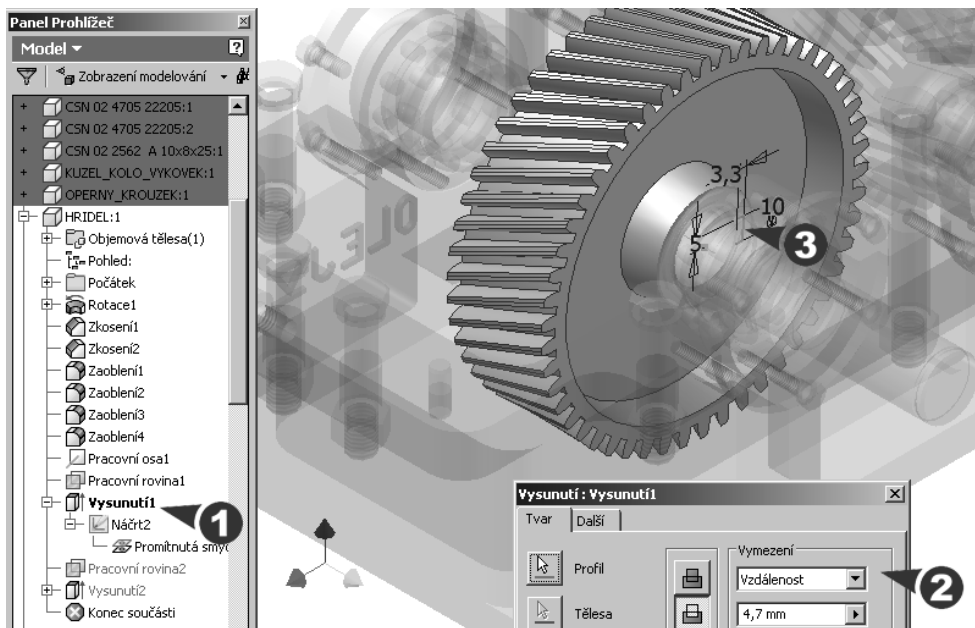 Panel Prohlížeč
Model
Zobrazení modelování
CSN 02 4705 22205:1
CSN 02 4705 22205:2
CSN 02 2562 A 10x8x25:1
KUZEL_KOLO_VYKOVEK:1
OPERNY_KROUZEK:1
HRIDEL:1
Objemová tělesa(1)
Pohled:
Počátek
Rotace1
Zkosení1
Zkosení2
Zaoblení1
Zaoblení2
Zaoblení3
Zaoblení4
Pracovní osa1
Pracovní rovina1
Vysunutí1
1
Náčrt2
Promítnutá smyč
Pracovní rovina2
Vysunutí2
Konec součásti
3,3
10
5
3
OLEJ
Vysunutí : Vysunutí1
Tvar
Další
Profil
Tělesa
Vymezení
Vzdálenost
2
4,7 mm